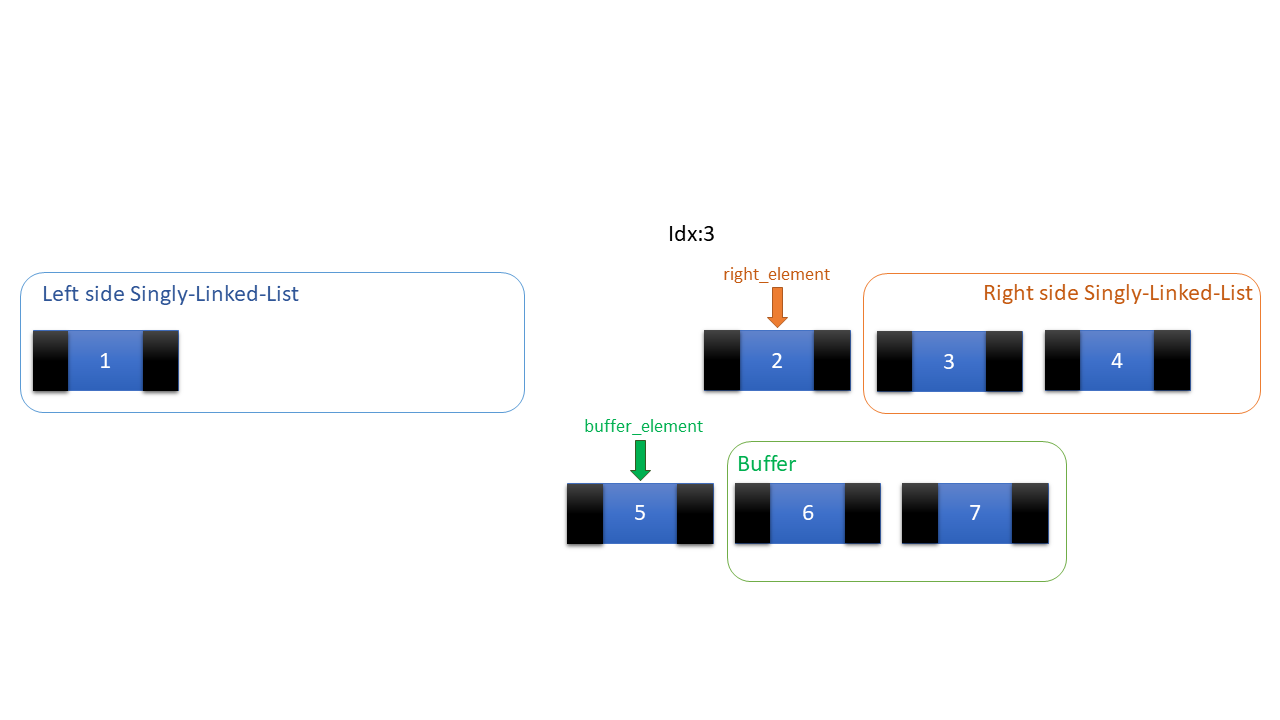 Idx:3
right_element
Left side Singly-Linked-List
Right side Singly-Linked-List
1
2
3
4
buffer_element
Buffer
5
6
7